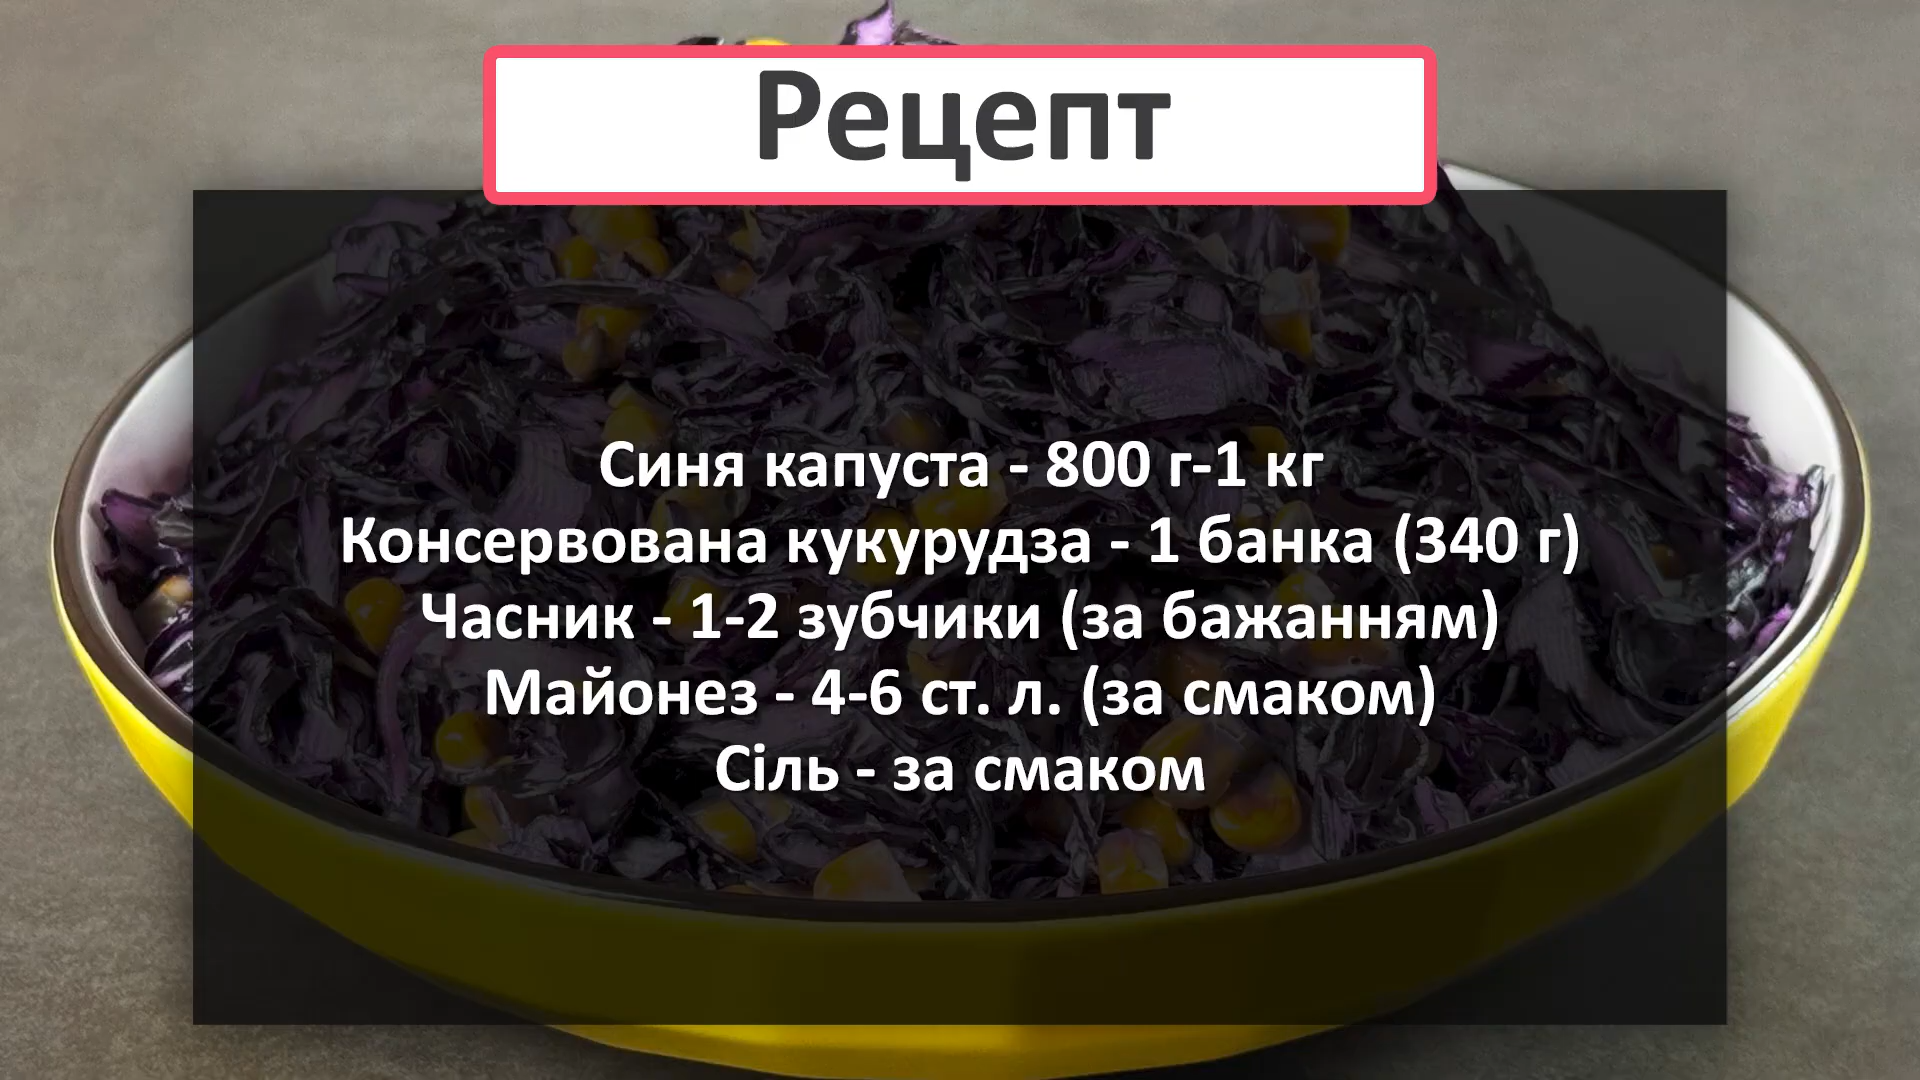 Рецепт
Синя капуста - 800 г-1 кг
Консервована кукурудза - 1 банка (340 г)
Часник - 1-2 зубчики (за бажанням)
Майонез - 4-6 ст. л. (за смаком)
Сіль - за смаком